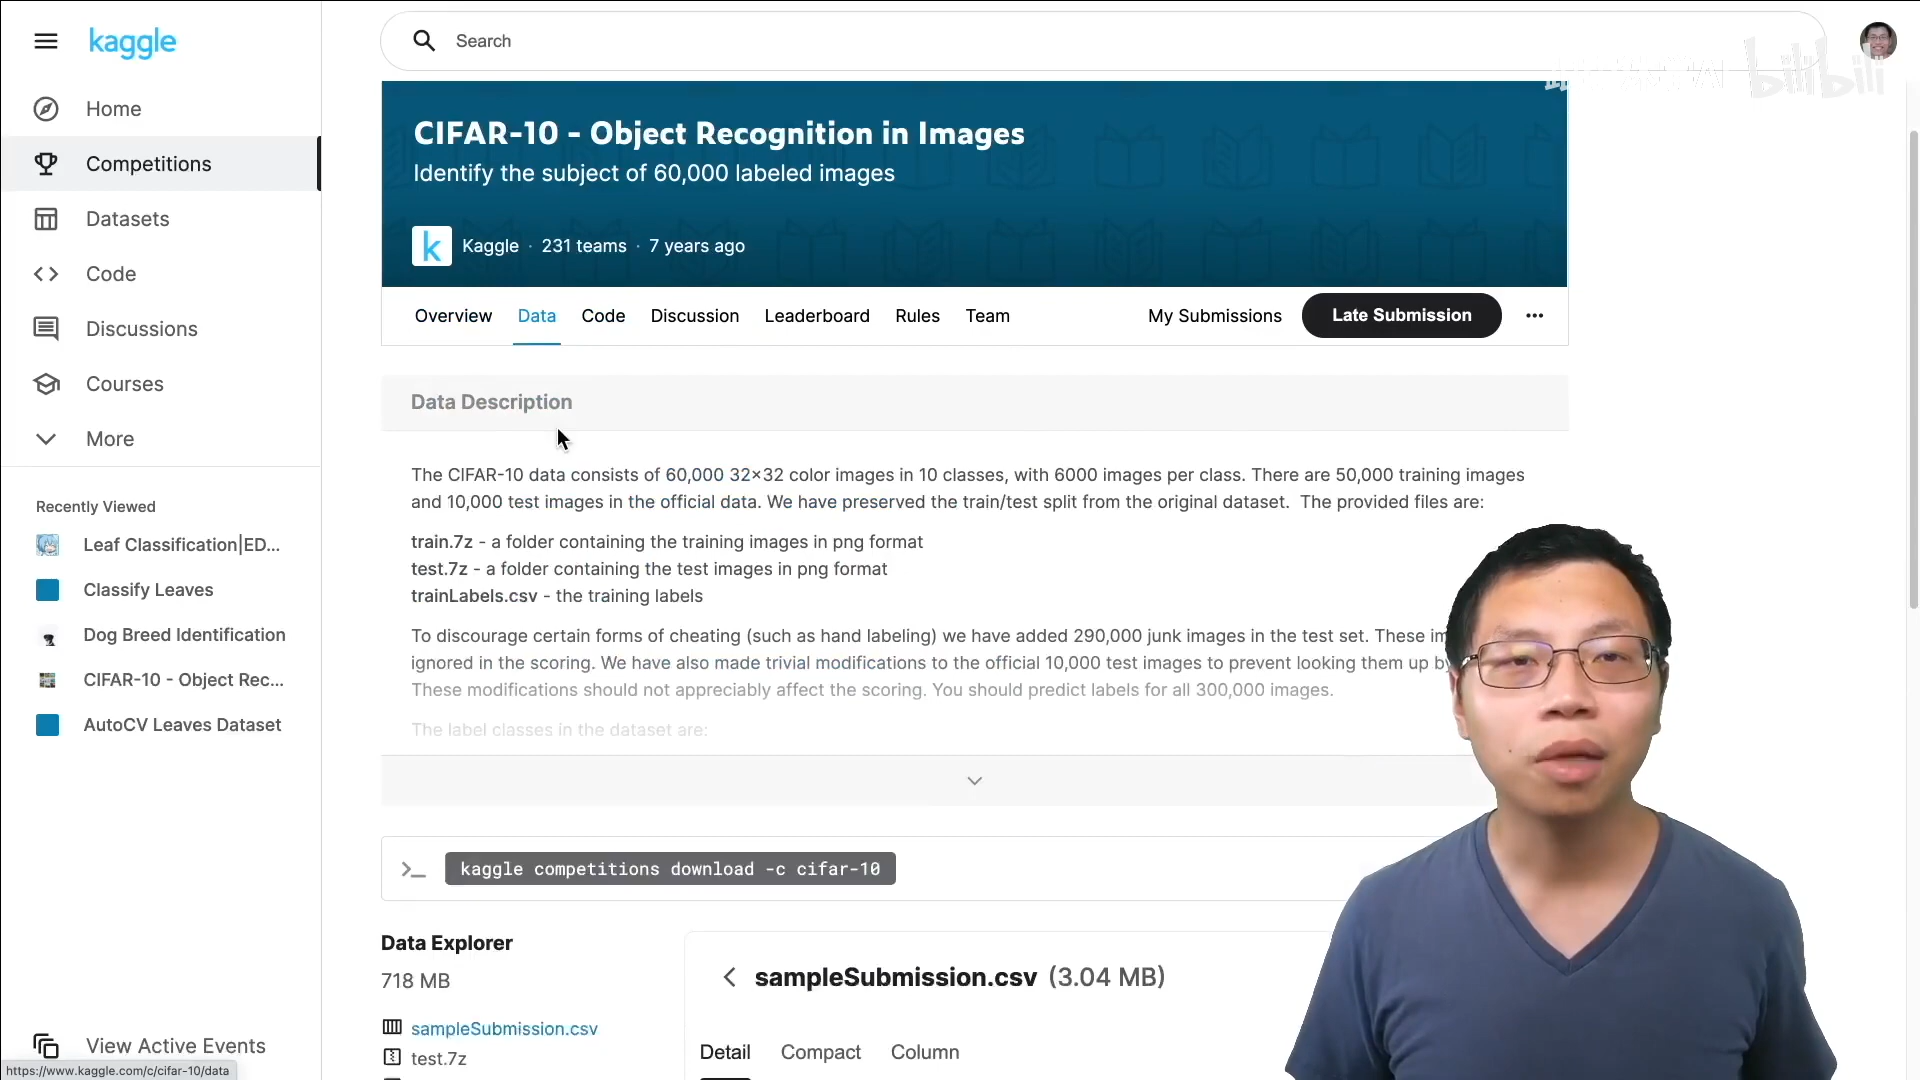 kaggle
Search
bilibili
Home
Competitions
Datasets
Code
Discussions
Courses
More
Recently Viewed
Leaf Classification|ED...
Classify Leaves
Dog Breed Identification
CIFAR-10 - Object Rec...
AutoCV Leaves Dataset
View Active Events
https://www.kaggle.com/c/cifar-10/data
CIFAR-10 - Object Recognition in Images
Identify the subject of 60,000 labeled images
k Kaggle · 231 teams · 7 years ago
Overview Data Code Discussion Leaderboard Rules Team My Submissions Late Submission
Data Description
The CIFAR-10 data consists of 60,000 32×32 color images in 10 classes, with 6000 images per class. There are 50,000 training images
and 10,000 test images in the official data. We have preserved the train/test split from the original dataset. The provided files are:
train.7z - a folder containing the training images in png format
test.7z - a folder containing the test images in png format
trainLabels.csv - the training labels
To discourage certain forms of cheating (such as hand labeling) we have added 290,000 junk images in the test set. These
ignored in the scoring. We have also made trivial modifications to the official 10,000 test images to prevent looking them up
These modifications should not appreciably affect the scoring. You should predict labels for all 300,000 images.
The label classes in the dataset are:
>_ kaggle competitions download -c cifar-10
Data Explorer
718 MB
sampleSubmission.csv
test.7z
sampleSubmission.csv (3.04 MB)
Detail Compact Column